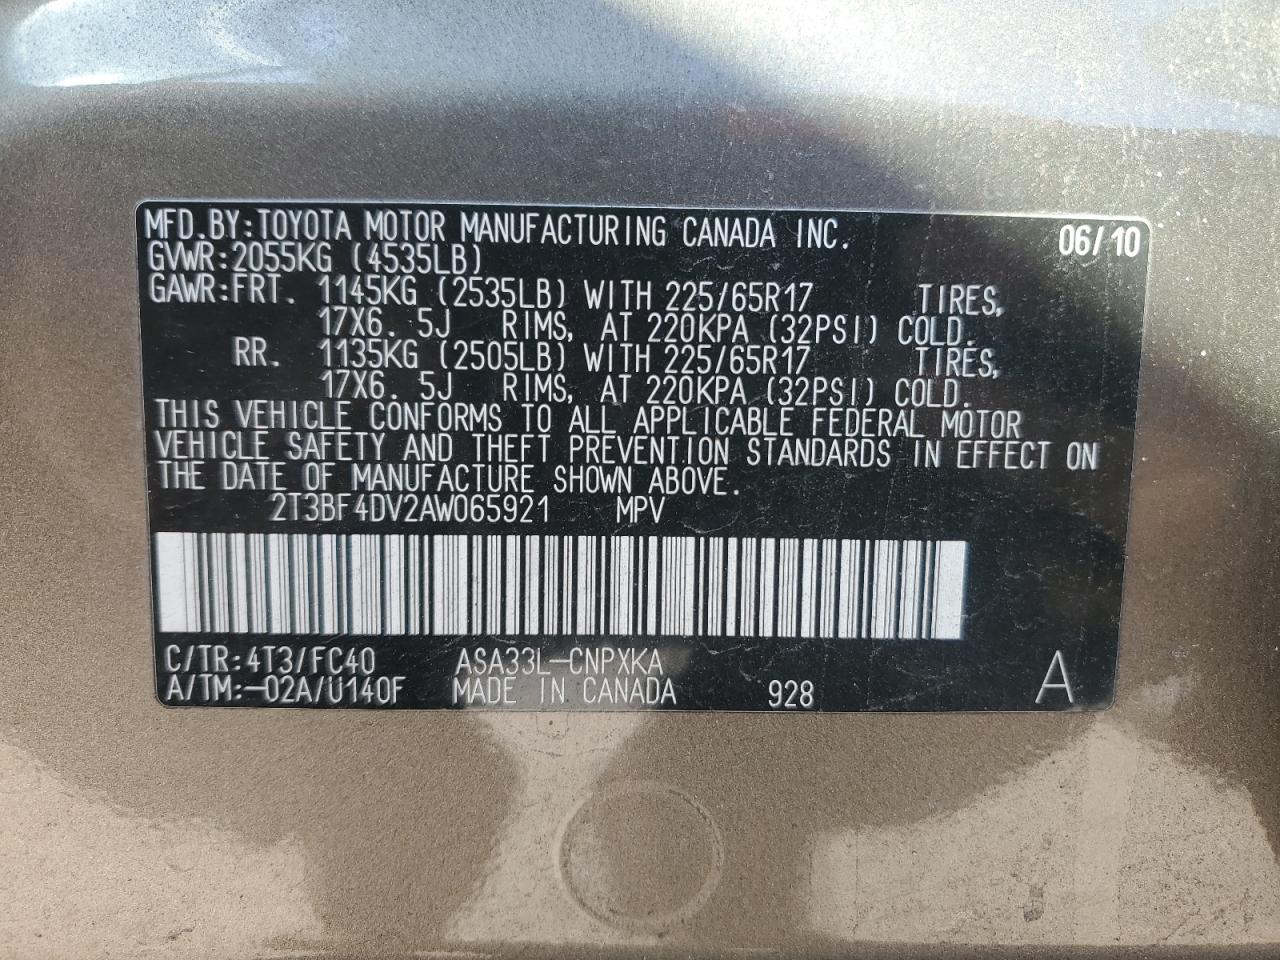 MFD.BY:TOYOTA MOTOR MANUFACTURING CANADA INC. 06/10
GVWR:2055KG (4535LB)
GAWR:FRT. 1145KG (2535LB) WITH 225/65R17 TIRES,
17X6. 5J RIMS, AT 220KPA (32PSI) COLD.
RR. 1135KG (2505LB) WITH 225/65R17 TIRES,
17X6. 5J RIMS, AT 220KPA (32PSI) COLD.
THIS VEHICLE CONFORMS TO ALL APPLICABLE FEDERAL MOTOR
VEHICLE SAFETY AND THEFT PREVENTION STANDARDS IN EFFECT ON
THE DATE OF MANUFACTURE SHOWN ABOVE.
2T3BF4DV2AW065921 MPV
C/TR:4T3/FC40 ASA33L-CNPXKA
A/TM:-02A/U140F MADE IN CANADA 928 A